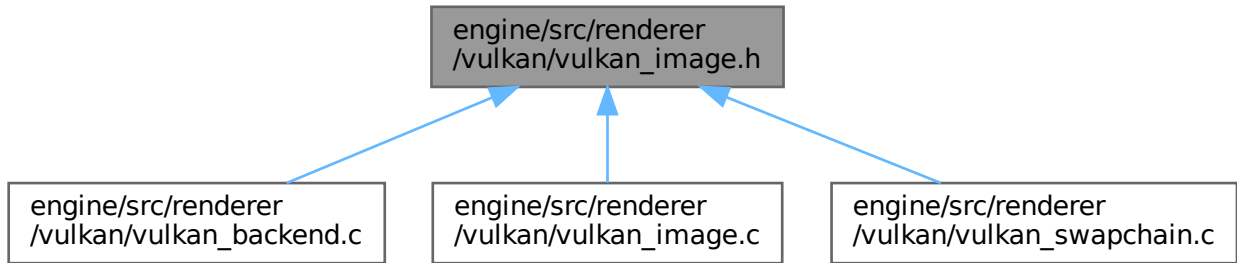 engine/src/renderer
/vulkan/vulkan_image.h
engine/src/renderer
/vulkan/vulkan_backend.c
engine/src/renderer
/vulkan/vulkan_image.c
engine/src/renderer
/vulkan/vulkan_swapchain.c